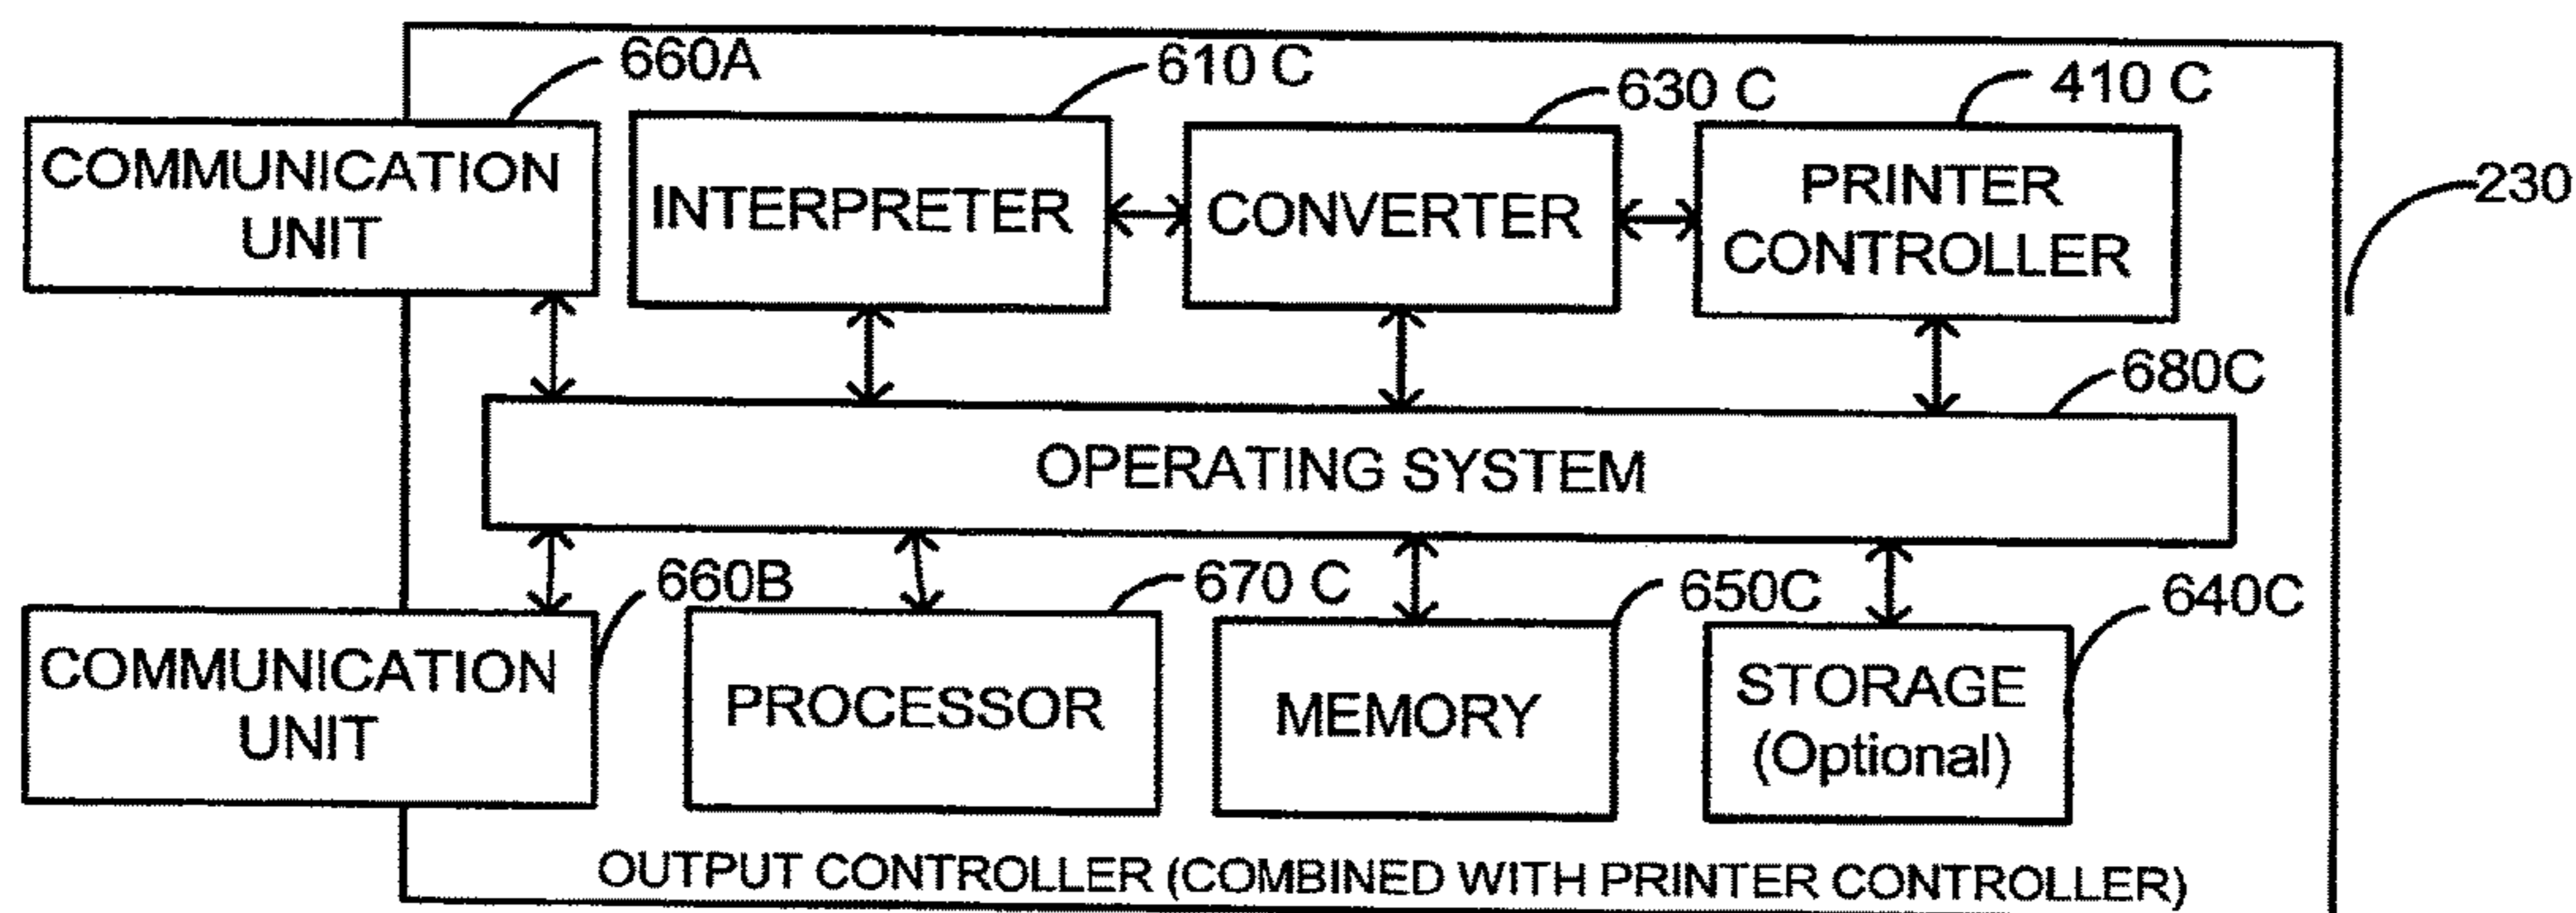 660A
610 C
630 C
410 C
COMMUNICATION
UNIT
INTERPRETER
CONVERTER
PRINTER
CONTROLLER
230
680C
OPERATING SYSTEM
660B
670 C
650C
640C
COMMUNICATION
UNIT
PROCESSOR
MEMORY
STORAGE
(Optional)
OUTPUT CONTROLLER (COMBINED WITH PRINTER CONTROLLER)